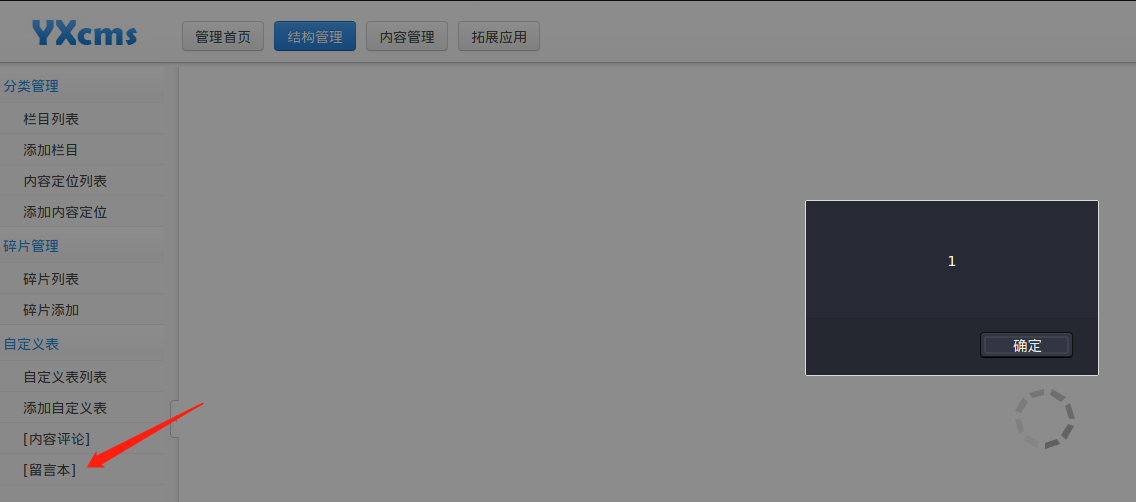 YXcms
管理首页 结构管理 内容管理 拓展应用
分类管理
栏目列表
添加栏目
内容定位列表
添加内容定位
碎片管理
碎片列表
碎片添加
自定义表
自定义表列表
添加自定义表
[内容评论]
[留言本]
1
确定